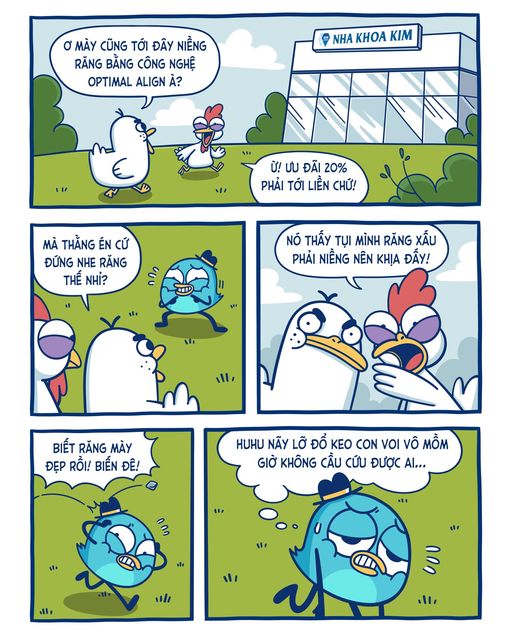 NHA KHOA KIM
Ơ MÀY CŨNG TỚI ĐÂY NIỀNG
RĂNG BẰNG CÔNG NGHỆ
OPTIMAL ALIGN À?
Ừ! ƯU ĐÃI 20%
PHẢI TỚI LIỀN CHỨ!
MÀ THẰNG ÉN CỨ
ĐỨNG NHE RĂNG
THẾ NHỈ?
NÓ THẤY TỤI MÌNH RĂNG XẤU
PHẢI NIỀNG NÊN KHỊA ĐẤY!
BIẾT RĂNG MÀY
ĐẸP RỒI! BIẾN ĐÊ!
HUHU NÃY LỠ ĐỔ KEO CON VOI VÔ MỒM
GIỜ KHÔNG CẦU CỨU ĐƯỢC AI...